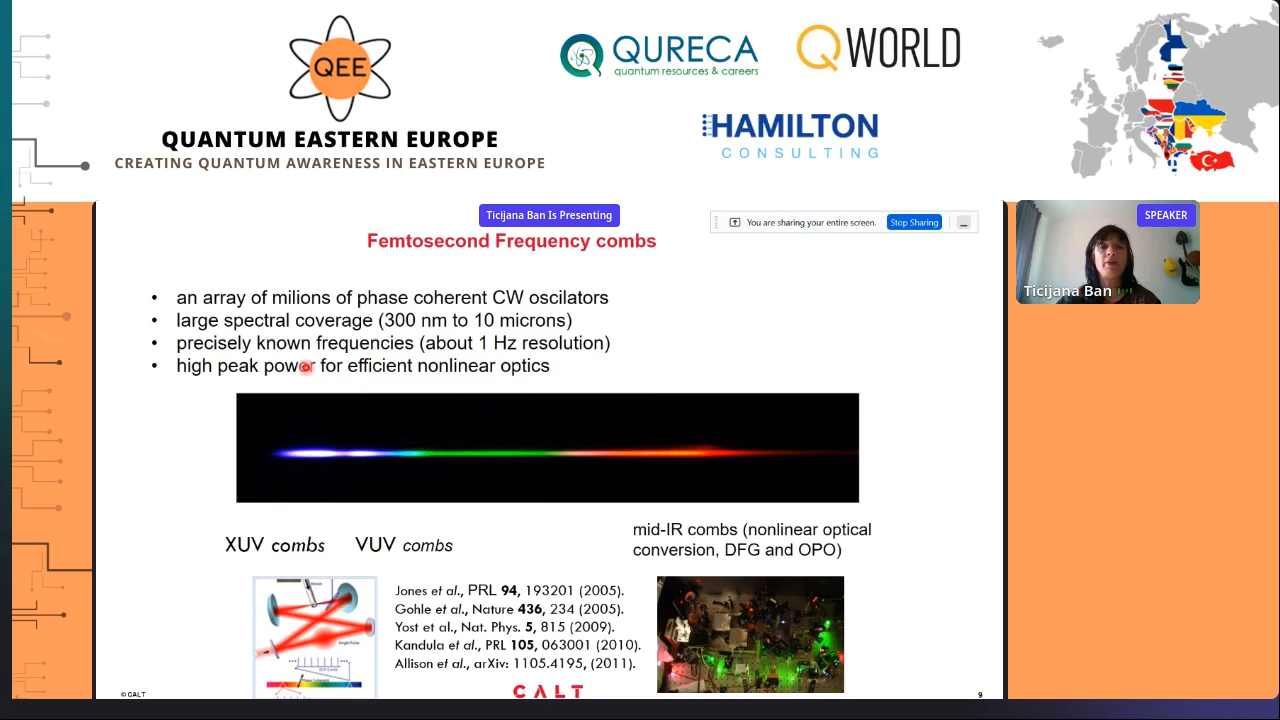 QEE
QUANTUM EASTERN EUROPE
CREATING QUANTUM AWARENESS IN EASTERN EUROPE
QURECA
quantum resources & careers
QWORLD
HAMILTON
CONSULTING
Ticijana Ban Is Presenting
You are sharing your entire screen.
Stop Sharing
SPEAKER
Ticijana Ban
Femtosecond Frequency combs
• an array of milions of phase coherent CW oscilators
• large spectral coverage (300 nm to 10 microns)
• precisely known frequencies (about 1 Hz resolution)
• high peak power for efficient nonlinear optics
XUV combs
VUV combs
mid-IR combs (nonlinear optical
conversion, DFG and OPO)
Jones et al., PRL 94, 193201 (2005).
Gohle et al., Nature 436, 234 (2005).
Yost et al., Nat. Phys. 5, 815 (2009).
Kandula et al., PRL 105, 063001 (2010).
Allison et al., arXiv: 1105.4195, (2011).
© CALT
CALT
9